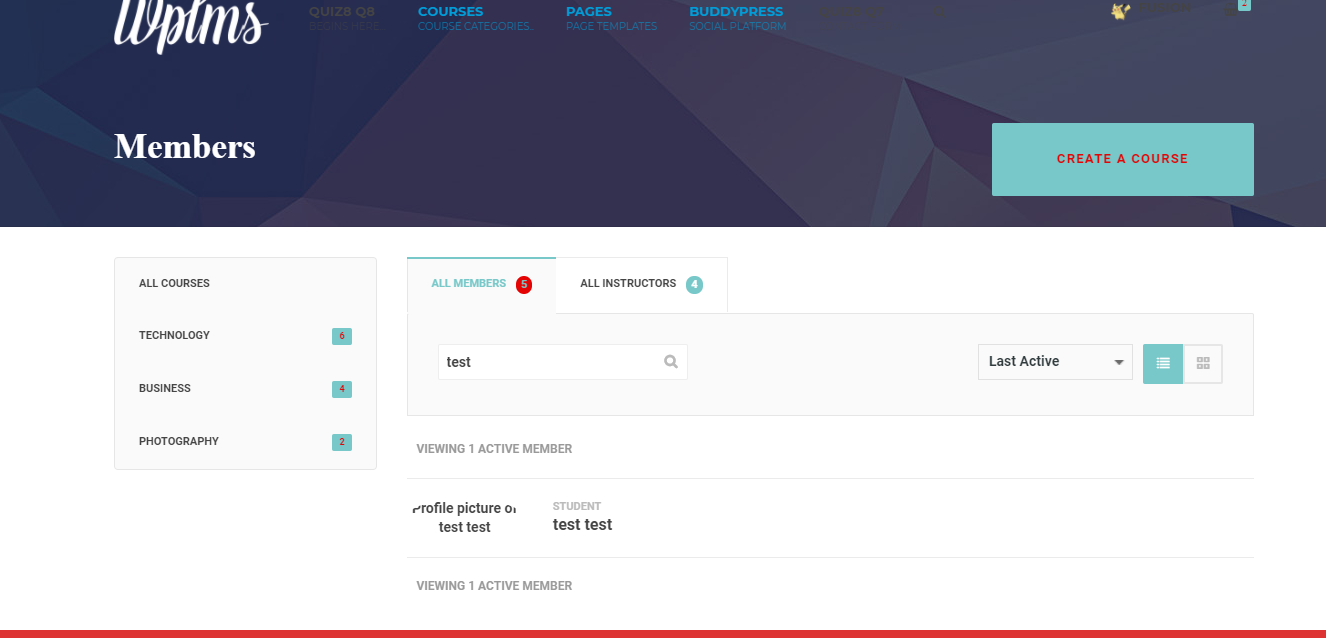 Wplms
QUIZ8 Q8
BEGINS HERE
COURSES
COURSE CATEGORIES..
PAGES
PAGE TEMPLATES
BUDDYPRESS
SOCIAL PLATFORM
2
Members
CREATE A COURSE
ALL COURSES
TECHNOLOGY 6
BUSINESS 4
PHOTOGRAPHY 2
ALL MEMBERS 5
ALL INSTRUCTORS 4
test
Last Active
VIEWING 1 ACTIVE MEMBER
Profile picture of
test test
STUDENT
test test
VIEWING 1 ACTIVE MEMBER